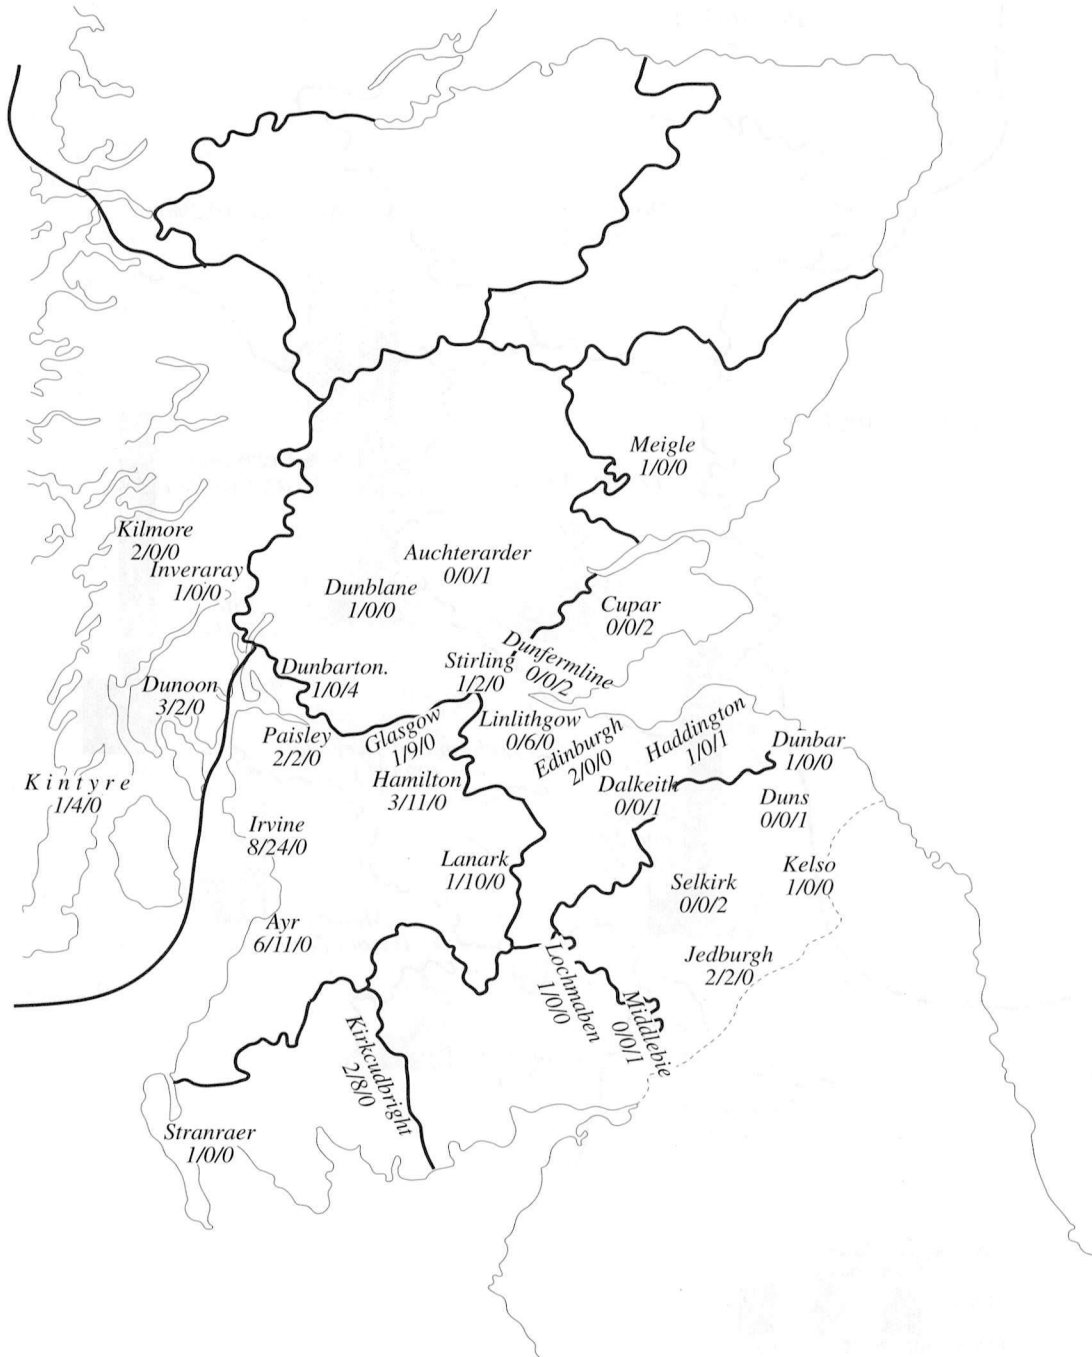 Meigle
1/0/0
Kilmore
2/0/0
Inveraray
1/0/0
Auchterarder
0/0/1
Dunblane
1/0/0
Cupar
0/0/2
Dunfermline
0/0/2
Stirling
1/2/0
Dunbarton.
1/0/4
Dunoon
3/2/0
Paisley
2/2/0
Glasgow
1/9/0
Linlithgow
0/6/0
Edinburgh
2/0/0
Haddington
1/0/1
Dunbar
1/0/0
Hamilton
3/11/0
Dalkeith
0/0/1
Kintyre
1/4/0
Duns
0/0/1
Irvine
8/24/0
Lanark
1/10/0
Kelso
1/0/0
Selkirk
0/0/2
Ayr
6/11/0
Jedburgh
2/2/0
Lochmaben
1/0/0
Middlebie
0/0/1
Kirkcudbright
2/8/0
Stranraer
1/0/0